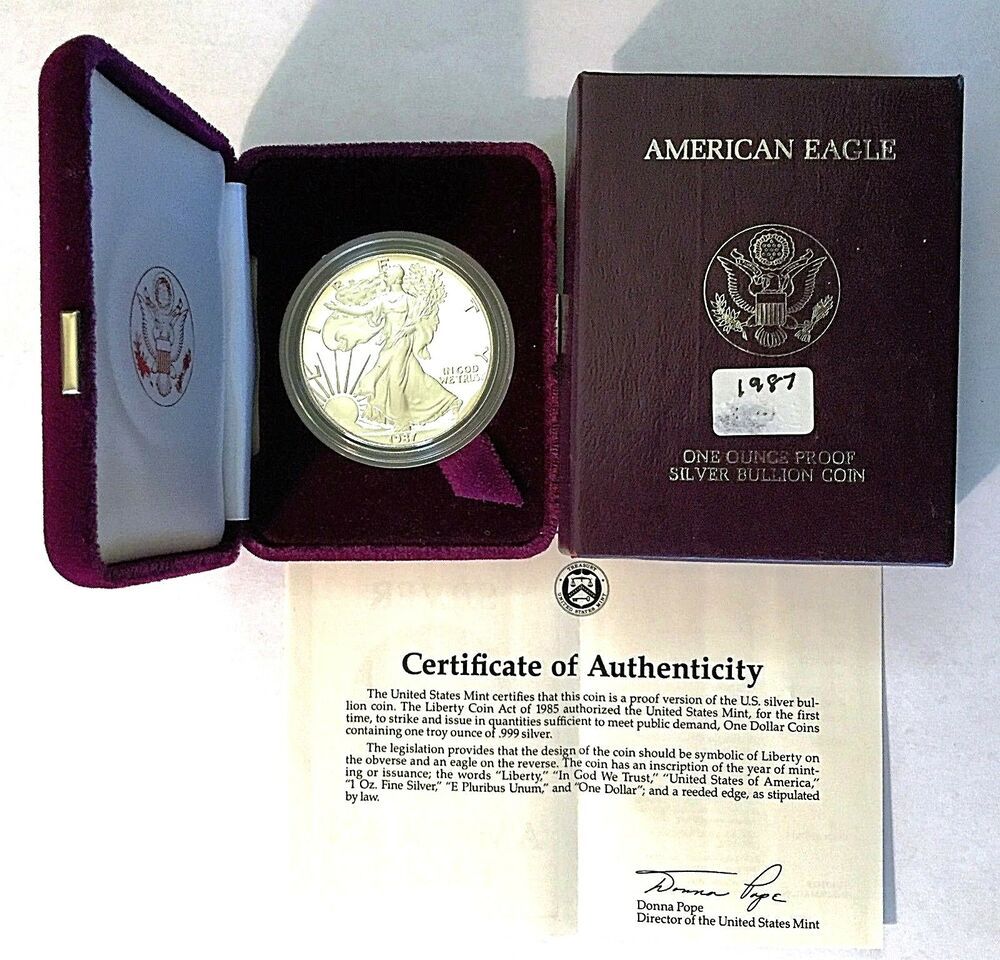 LIBERTY
IN GOD
WE TRUST
1987
AMERICAN EAGLE
1987
ONE OUNCE PROOF
SILVER BULLION COIN
TREASURY
UNITED STATES MINT
Certificate of Authenticity
The United States Mint certifies that this coin is a proof version of the U.S. silver bul-
lion coin. The Liberty Coin Act of 1985 authorized the United States Mint, for the first
time, to strike and issue in quantities sufficient to meet public demand, One Dollar Coins
containing one troy ounce of .999 silver.
The legislation provides that the design of the coin should be symbolic of Liberty on
the obverse and an eagle on the reverse. The coin has an inscription of the year of mint-
ing or issuance; the words "Liberty," "In God We Trust," "United States of America,"
"1 Oz. Fine Silver," "E Pluribus Unum," and "One Dollar"; and a reeded edge, as stipulated
by law.
Donna Pope
Donna Pope
Director of the United States Mint